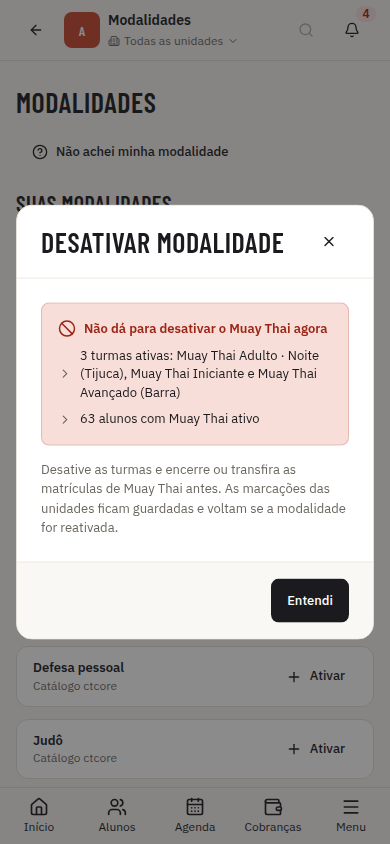 A
Modalidades
Todas as unidades
4
MODALIDADES
Não achei minha modalidade
SUAS MODALIDADES
DESATIVAR MODALIDADE
Não dá para desativar o Muay Thai agora
3 turmas ativas: Muay Thai Adulto · Noite
(Tijuca), Muay Thai Iniciante e Muay Thai
Avançado (Barra)
63 alunos com Muay Thai ativo
Desative as turmas e encerre ou transfira as
matrículas de Muay Thai antes. As marcações das
unidades ficam guardadas e voltam se a modalidade
for reativada.
Entendi
Defesa pessoal
Catálogo ctcore
Ativar
Judô
Catálogo ctcore
Ativar
Início
Alunos
Agenda
Cobranças
Menu